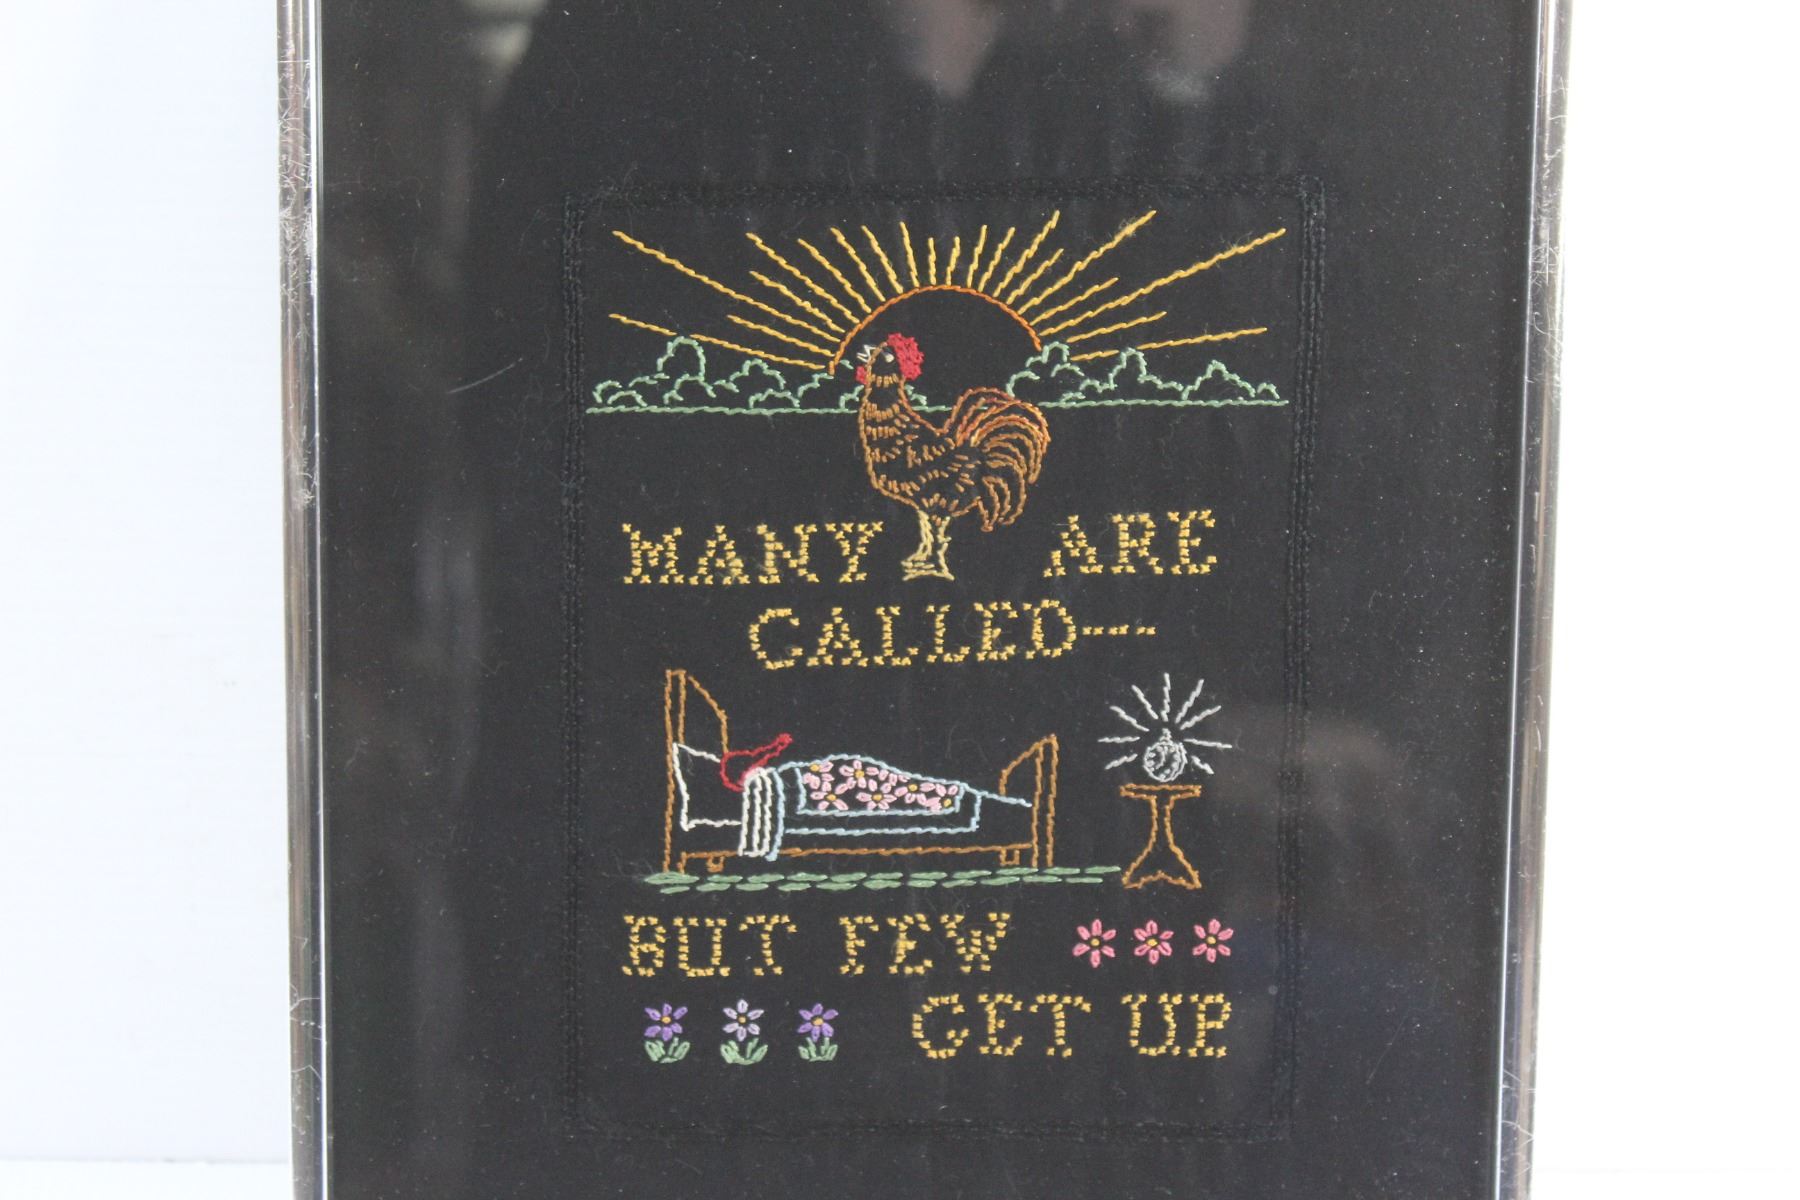 MANY ARE
CALLED---
BUT FEW
GET UP